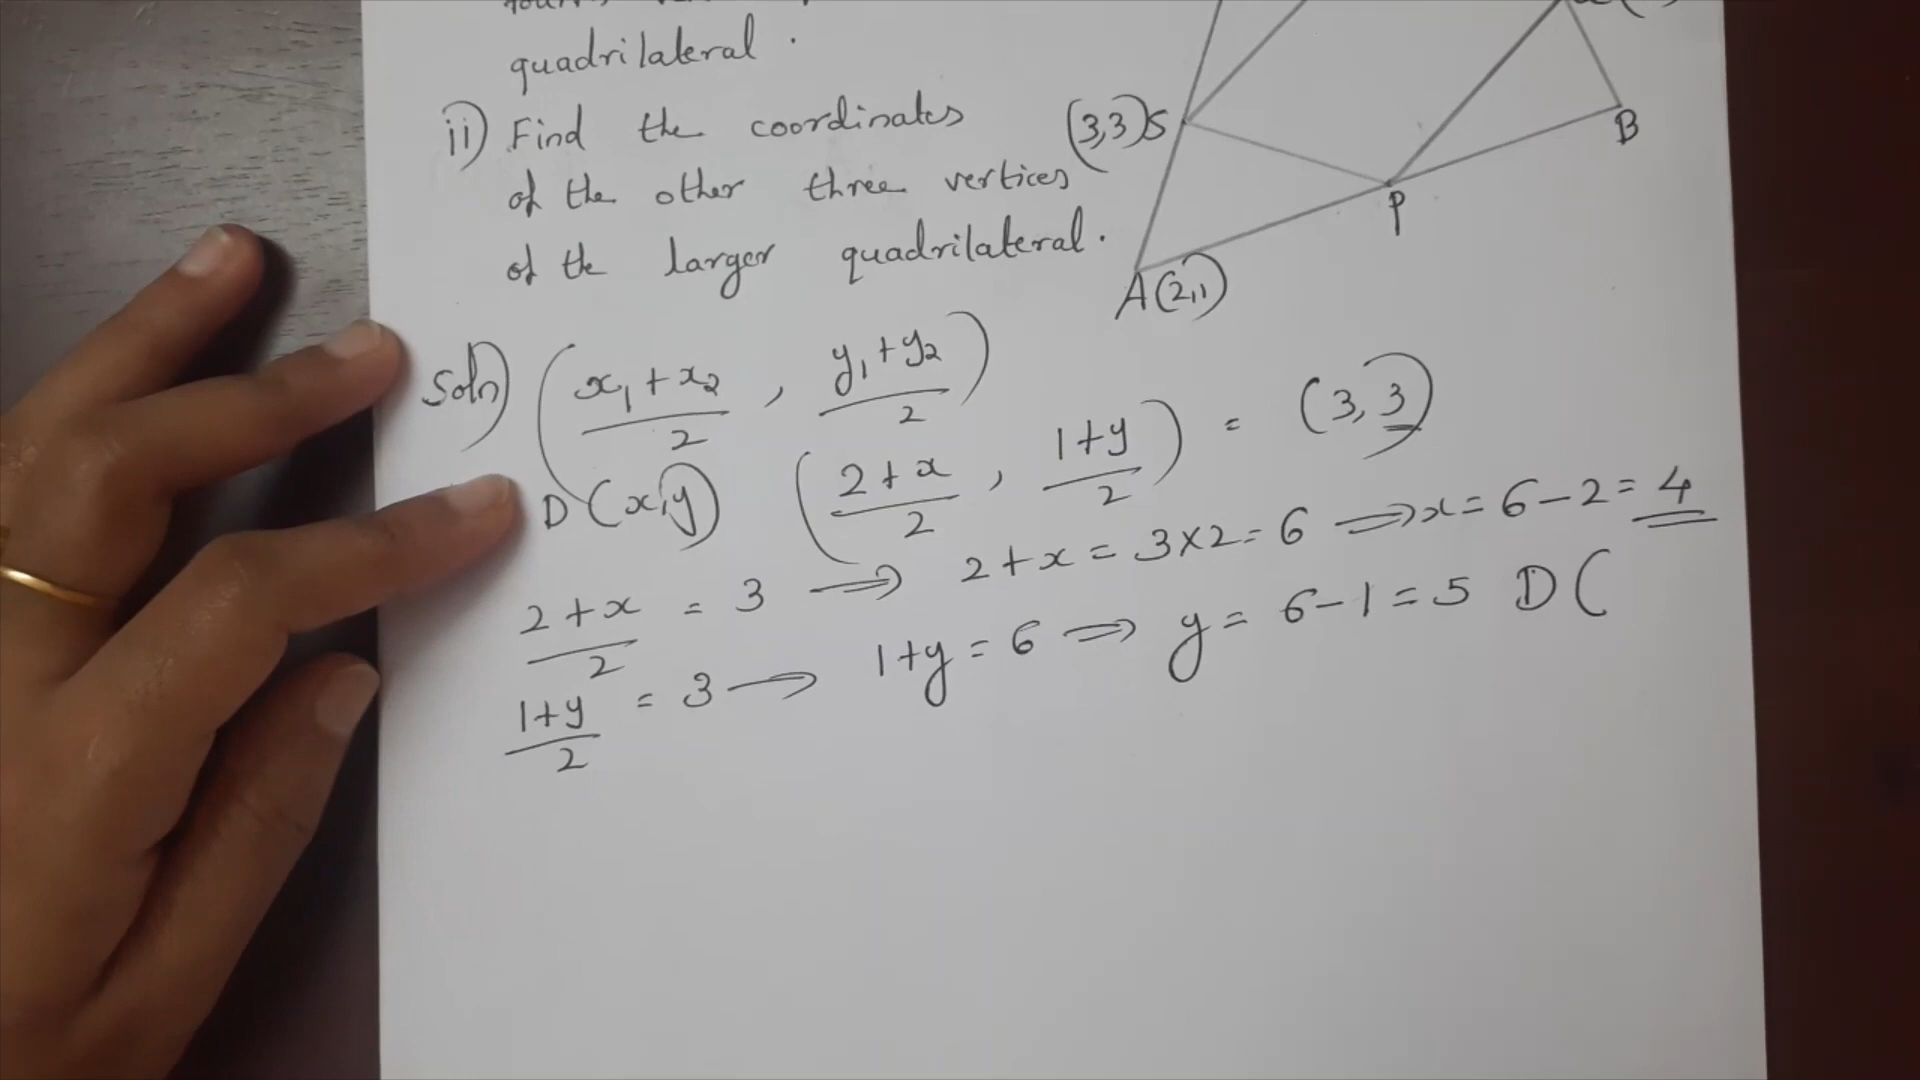 quadrilateral.
ii) Find the coordinates
of the other three vertices
of the larger quadrilateral.
(3,3)S
B
P
A(2,1)
Soln) (x₁+x₂/2, y₁+y₂/2)
D(x,y) (2+x/2, 1+y/2) = (3,3)
2+x/2 = 3 ⟹ 2+x = 3×2=6 ⟹ x=6-2=4
1+y/2 = 3 → 1+y=6 ⟹ y=6-1=5 D(